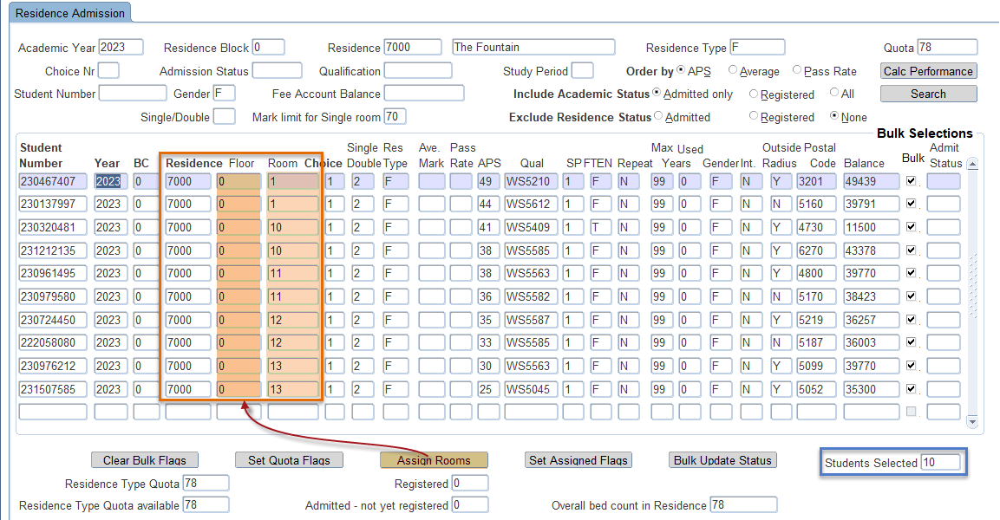 Residence Admission
Academic Year 2023 Residence Block 0 Residence 7000 The Fountain Residence Type F Quota 78
Choice Nr Admission Status Qualification Study Period Order by APS Average Pass Rate Calc Performance
Student Number Gender F Fee Account Balance Include Academic Status Admitted only Registered All Search
Single/Double Mark limit for Single room 70 Exclude Residence Status Admitted Registered None
Bulk Selections
Student Single Res Ave. Pass Max Used Outside Postal Admit
Number Year BC Residence Floor Room Choice Double Type Mark Rate APS Qual SP FTEN Repeat Years Gender Int. Radius Code Balance Bulk Status
230467407 2023 0 7000 0 1 1 2 F 49 WS5210 1 F N 99 0 F N Y 3201 49439
230137997 2023 0 7000 0 1 1 2 F 44 WS5612 1 F N 99 0 F N N 5160 39791
230320481 2023 0 7000 0 10 1 2 F 41 WS5409 1 T N 99 0 F N Y 4730 11500
231212135 2023 0 7000 0 10 1 2 F 38 WS5585 1 F N 99 0 F N Y 6270 43378
230961495 2023 0 7000 0 11 1 2 F 38 WS5563 1 F N 99 0 F N Y 4800 39770
230979580 2023 0 7000 0 11 1 2 F 36 WS5582 1 F N 99 0 F N N 5170 38423
230724450 2023 0 7000 0 12 1 2 F 35 WS5587 1 F N 99 0 F N Y 5219 36257
222058080 2023 0 7000 0 12 1 2 F 33 WS5585 1 F N 99 0 F N N 5187 36003
230976212 2023 0 7000 0 13 1 2 F 30 WS5563 1 F N 99 0 F N Y 5099 39770
231507585 2023 0 7000 0 13 1 2 F 25 WS5045 1 F N 99 0 F N Y 5052 35300
Clear Bulk Flags Set Quota Flags Assign Rooms Set Assigned Flags Bulk Update Status Students Selected 10
Residence Type Quota 78 Registered 0
Residence Type Quota available 78 Admitted - not yet registered 0 Overall bed count in Residence 78